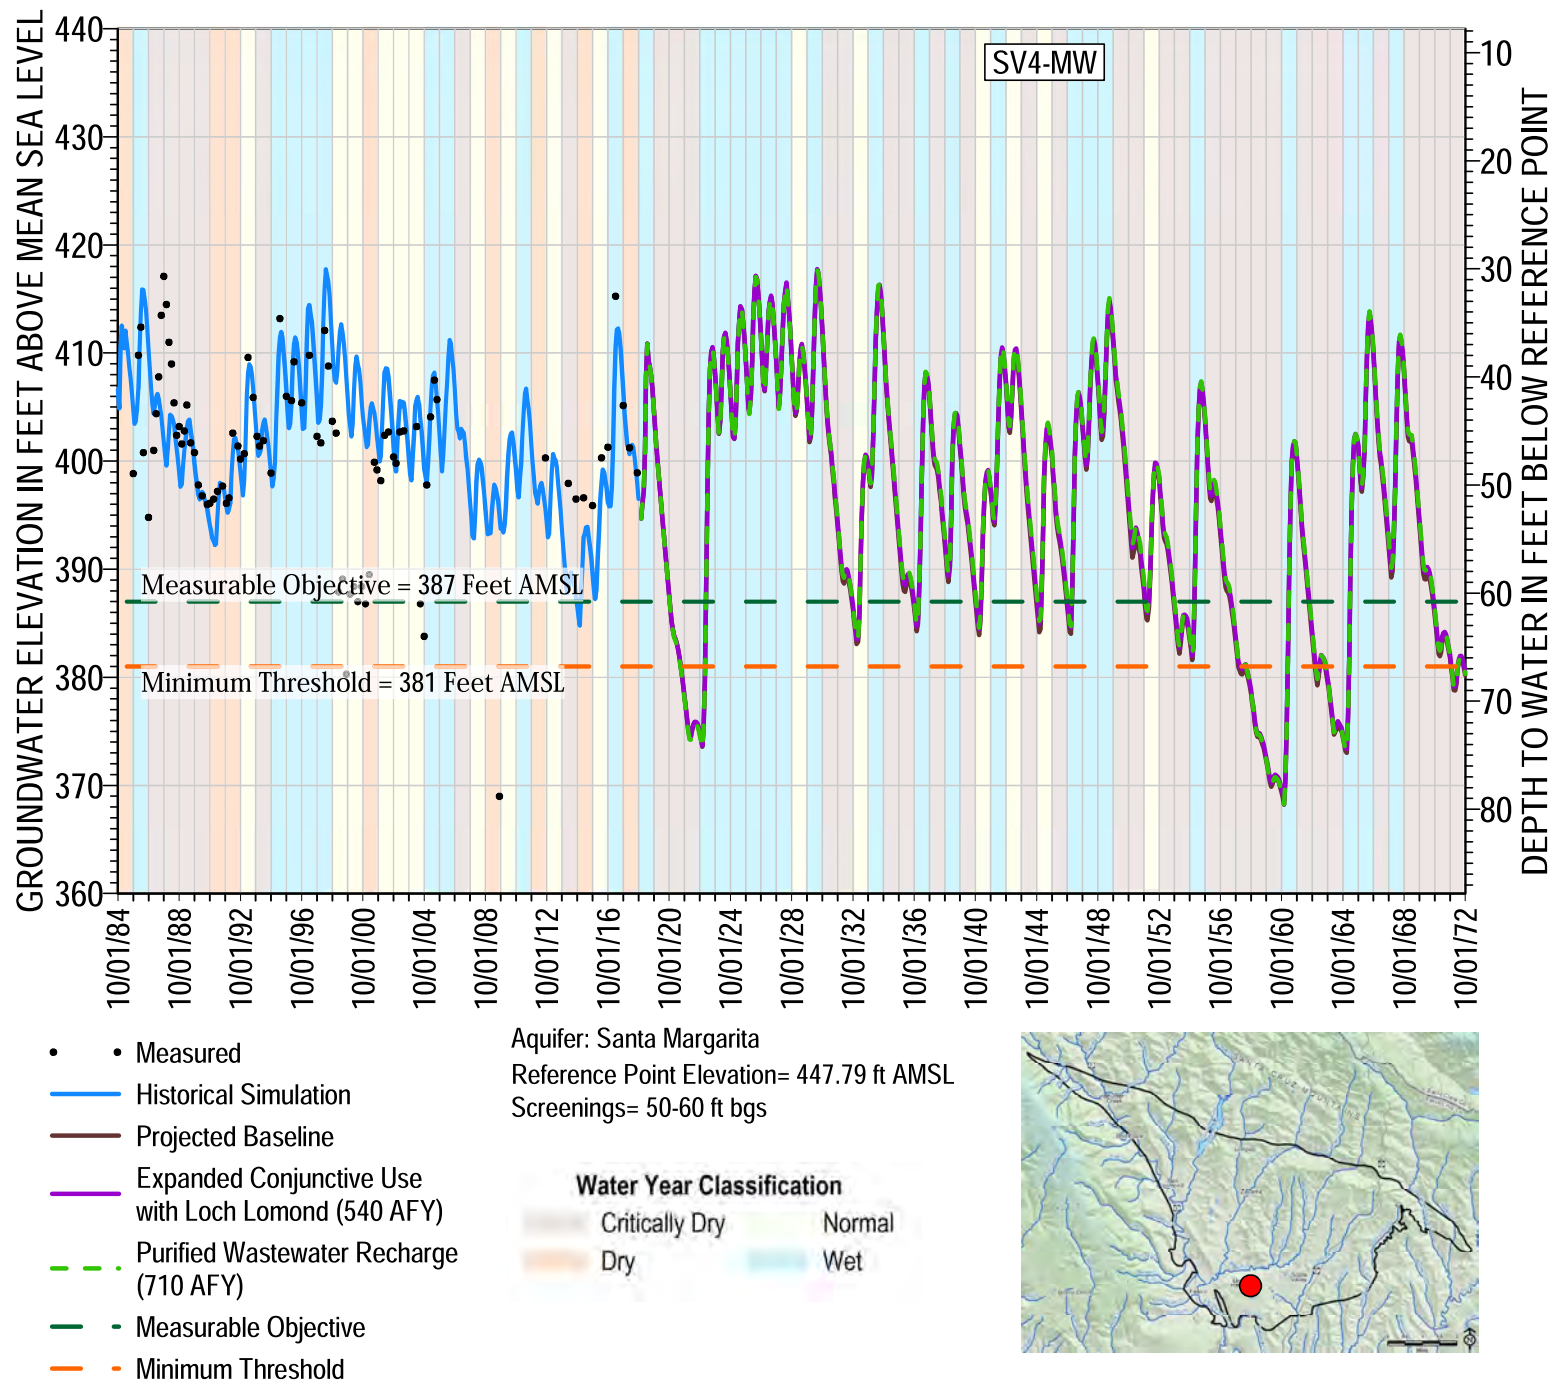 GROUNDWATER ELEVATION IN FEET ABOVE MEAN SEA LEVEL
440
430
420
410
400
390
380
370
360
SV4-MW
Measurable Objective = 387 Feet AMSL
Minimum Threshold = 381 Feet AMSL
10
20
30
40
50
60
70
80
DEPTH TO WATER IN FEET BELOW REFERENCE POINT
10/01/84
10/01/88
10/01/92
10/01/96
10/01/00
10/01/04
10/01/08
10/01/12
10/01/16
10/01/20
10/01/24
10/01/28
10/01/32
10/01/36
10/01/40
10/01/44
10/01/48
10/01/52
10/01/56
10/01/60
10/01/64
10/01/68
10/01/72
Measured
Historical Simulation
Projected Baseline
Expanded Conjunctive Use
with Loch Lomond (540 AFY)
Purified Wastewater Recharge
(710 AFY)
Measurable Objective
Minimum Threshold
Aquifer: Santa Margarita
Reference Point Elevation= 447.79 ft AMSL
Screenings= 50-60 ft bgs
Water Year Classification
Critically Dry
Normal
Dry
Wet
SANTA CRUZ MOUNTAINS